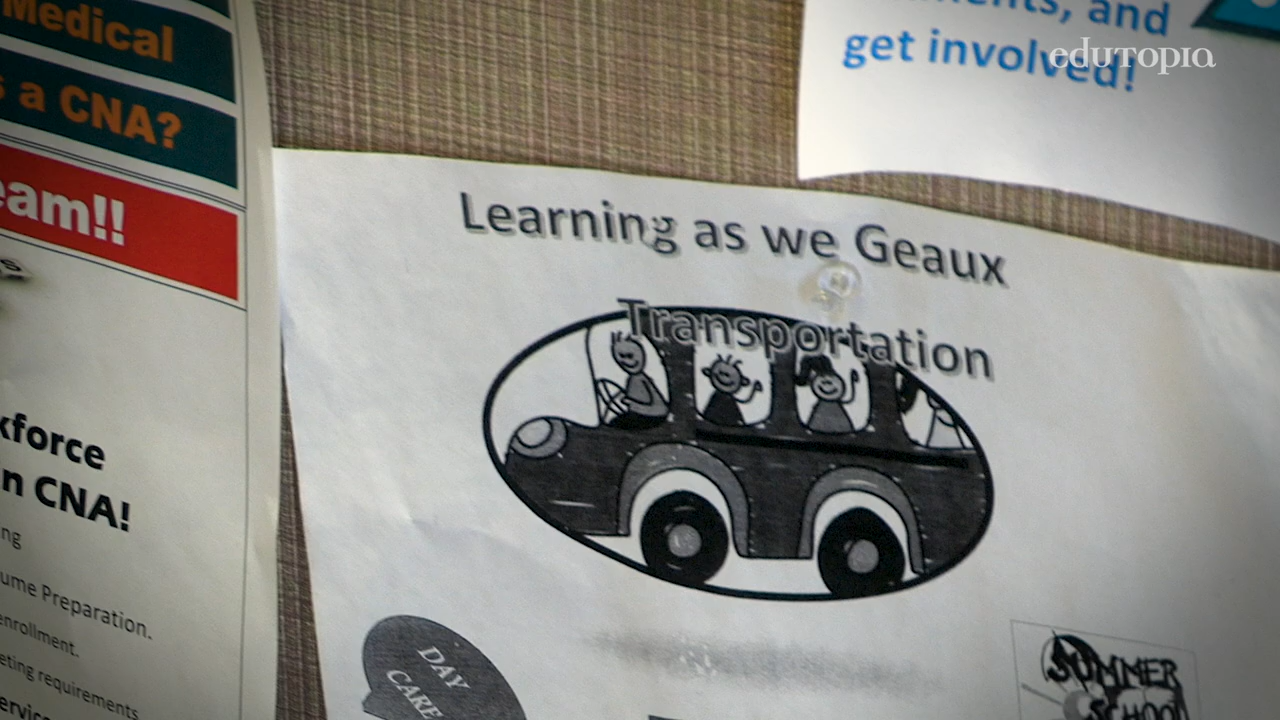 Medical
a CNA?
eam!!
kforce
n CNA!
ng
ume Preparation.
enrollment.
eting requirements
ervice
and
get involved!
edutopia
Learning as we Geaux
Transportation
DAY
CARE
SUMMER
SCHOOL